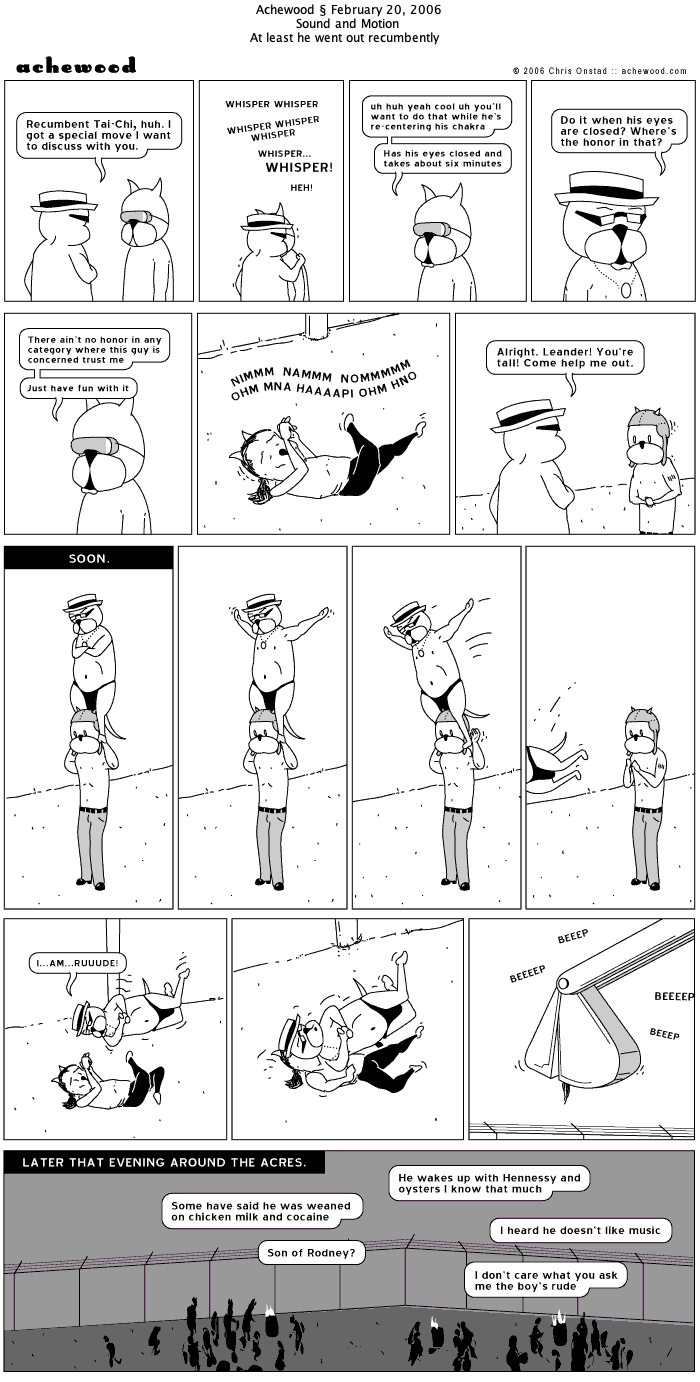 Achewood § February 20, 2006
Sound and Motion
At least he went out recumbently
achewood
© 2006 Chris Onstad :: achewood.com
Recumbent Tai-Chi, huh. I
got a special move I want
to discuss with you.
WHISPER WHISPER
WHISPER WHISPER
WHISPER
WHISPER...
WHISPER!
HEH!
uh huh yeah cool uh you'll
want to do that while he's
re-centering his chakra
Has his eyes closed and
takes about six minutes
Do it when his eyes
are closed? Where's
the honor in that?
There ain't no honor in any
category where this guy is
concerned trust me
Just have fun with it
NIMMM NAMMM NOMMMMM
OHM MNA HAAAAPI OHM HNO
Alright. Leander! You're
tall! Come help me out.
SOON.
I...AM...RUUUDE!
BEEEP
BEEEEP
BEEEEP
BEEEP
LATER THAT EVENING AROUND THE ACRES.
He wakes up with Hennessy and
oysters I know that much
Some have said he was weaned
on chicken milk and cocaine
I heard he doesn't like music
Son of Rodney?
I don't care what you ask
me the boy's rude